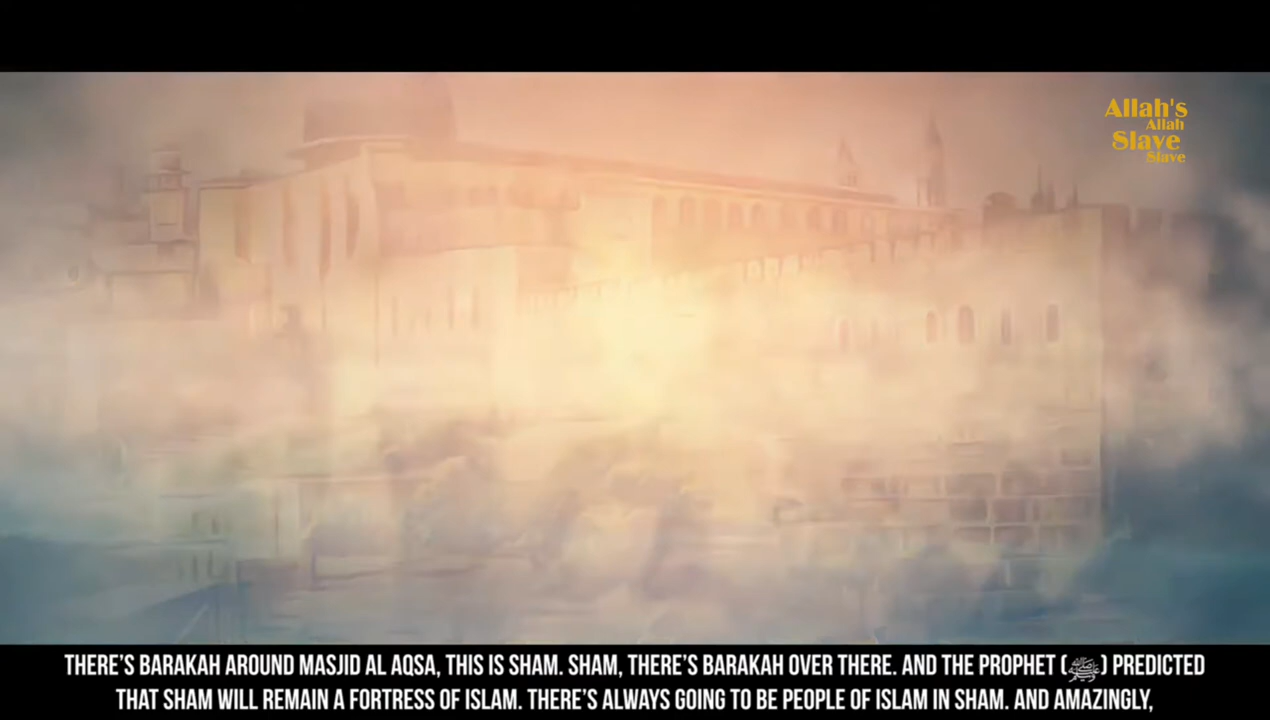 Allah's
Allah
Slave
Slave
THERE'S BARAKAH AROUND MASJID AL AQSA, THIS IS SHAM. SHAM, THERE'S BARAKAH OVER THERE. AND THE PROPHET (ﷺ) PREDICTED
THAT SHAM WILL REMAIN A FORTRESS OF ISLAM. THERE'S ALWAYS GOING TO BE PEOPLE OF ISLAM IN SHAM. AND AMAZINGLY,